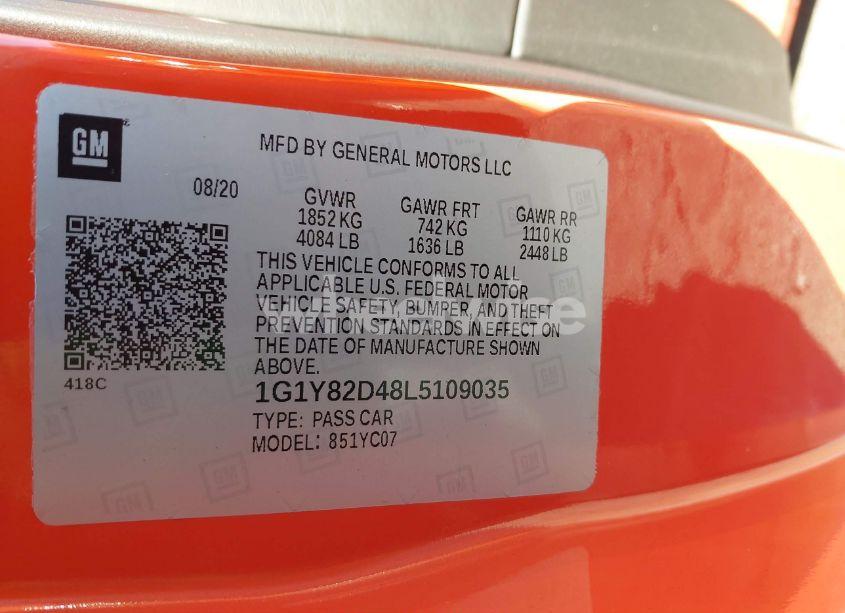 GM
MFD BY GENERAL MOTORS LLC
08/20
GVWR
1852 KG
4084 LB
GAWR FRT
742 KG
1636 LB
GAWR RR
1110 KG
2448 LB
THIS VEHICLE CONFORMS TO ALL
APPLICABLE U.S. FEDERAL MOTOR
VEHICLE SAFETY, BUMPER, AND THEFT
PREVENTION STANDARDS IN EFFECT ON
THE DATE OF MANUFACTURE SHOWN
ABOVE.
418C
1G1Y82D48L5109035
TYPE: PASS CAR
MODEL: 851YC07